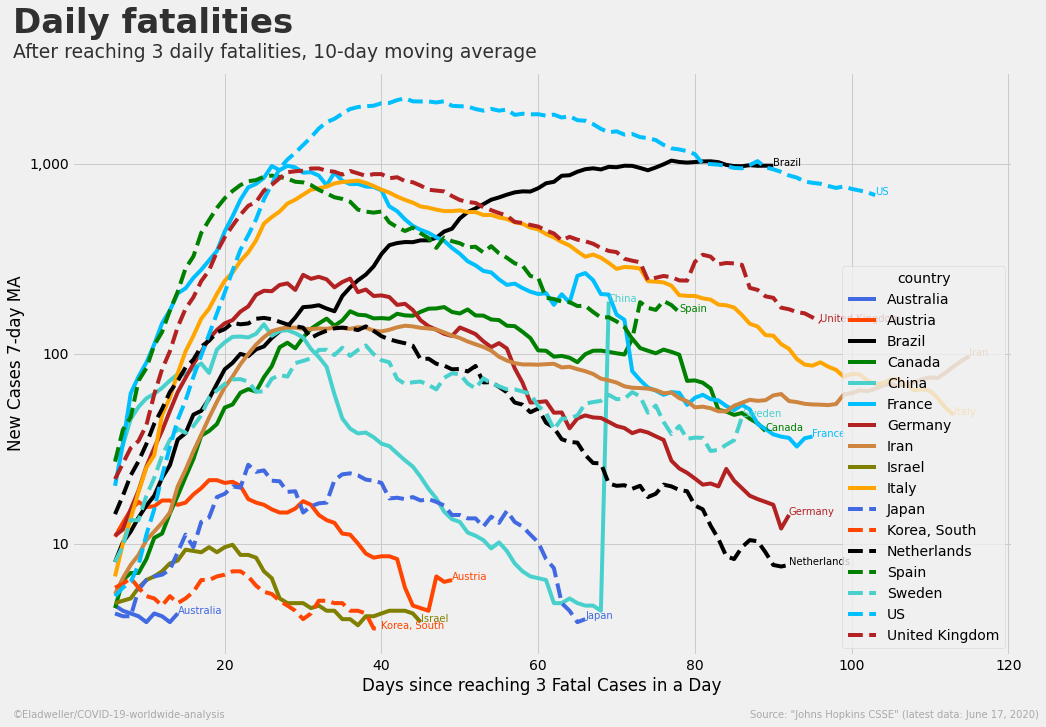 Daily fatalities
After reaching 3 daily fatalities, 10-day moving average
New Cases 7-day MA
1,000
100
10
20
40
60
80
100
120
Days since reaching 3 Fatal Cases in a Day
Brazil
US
China
Spain
United Kingdom
Iran
Italy
Sweden
Canada
France
Germany
Netherlands
Austria
Australia
Israel
Korea, South
Japan
country
Australia
Austria
Brazil
Canada
China
France
Germany
Iran
Israel
Italy
Japan
Korea, South
Netherlands
Spain
Sweden
US
United Kingdom
©Eladweller/COVID-19-worldwide-analysis
Source: "Johns Hopkins CSSE" (latest data: June 17, 2020)